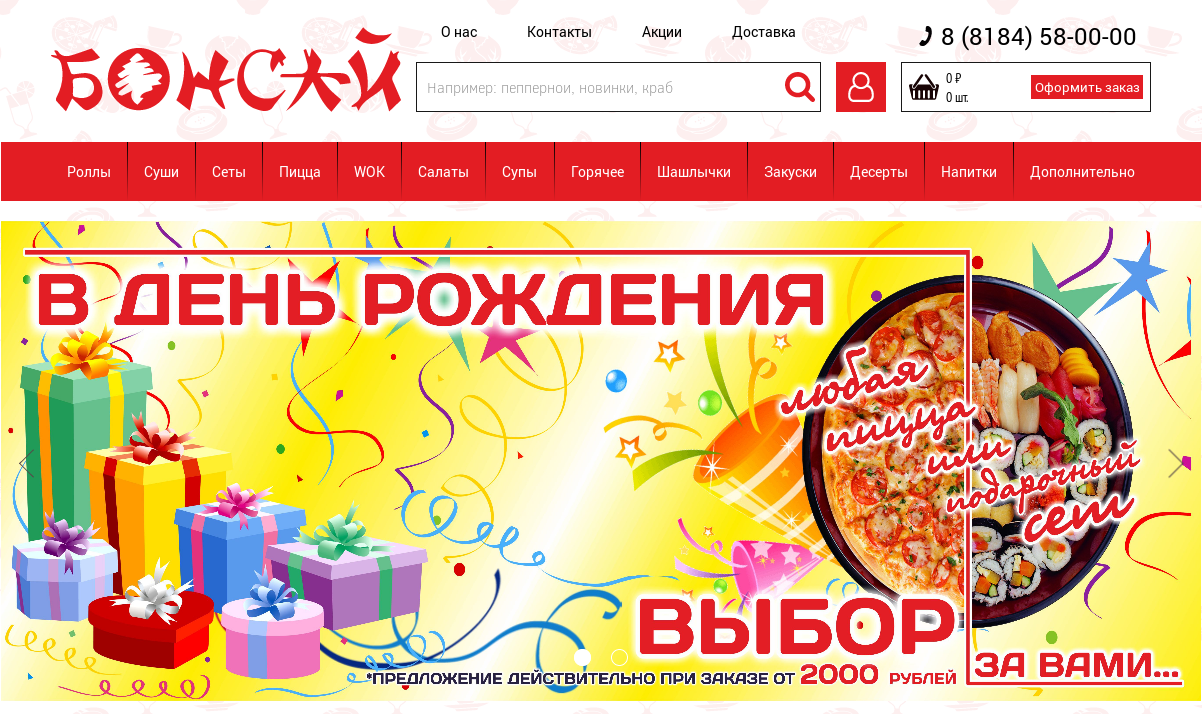 БОНСАЙ
О нас Контакты Акции Доставка
8 (8184) 58-00-00
Например: пепперони, новинки, краб
0 ₽
0 шт.
Оформить заказ
Роллы Суши Сеты Пицца WOK Салаты Супы Горячее Шашлычки Закуски Десерты Напитки Дополнительно
В ДЕНЬ РОЖДЕНИЯ
любая
пицца
или
подарочный
сет
ВЫБОР
ЗА ВАМИ...
*ПРЕДЛОЖЕНИЕ ДЕЙСТВИТЕЛЬНО ПРИ ЗАКАЗЕ ОТ 2000 РУБЛЕЙ